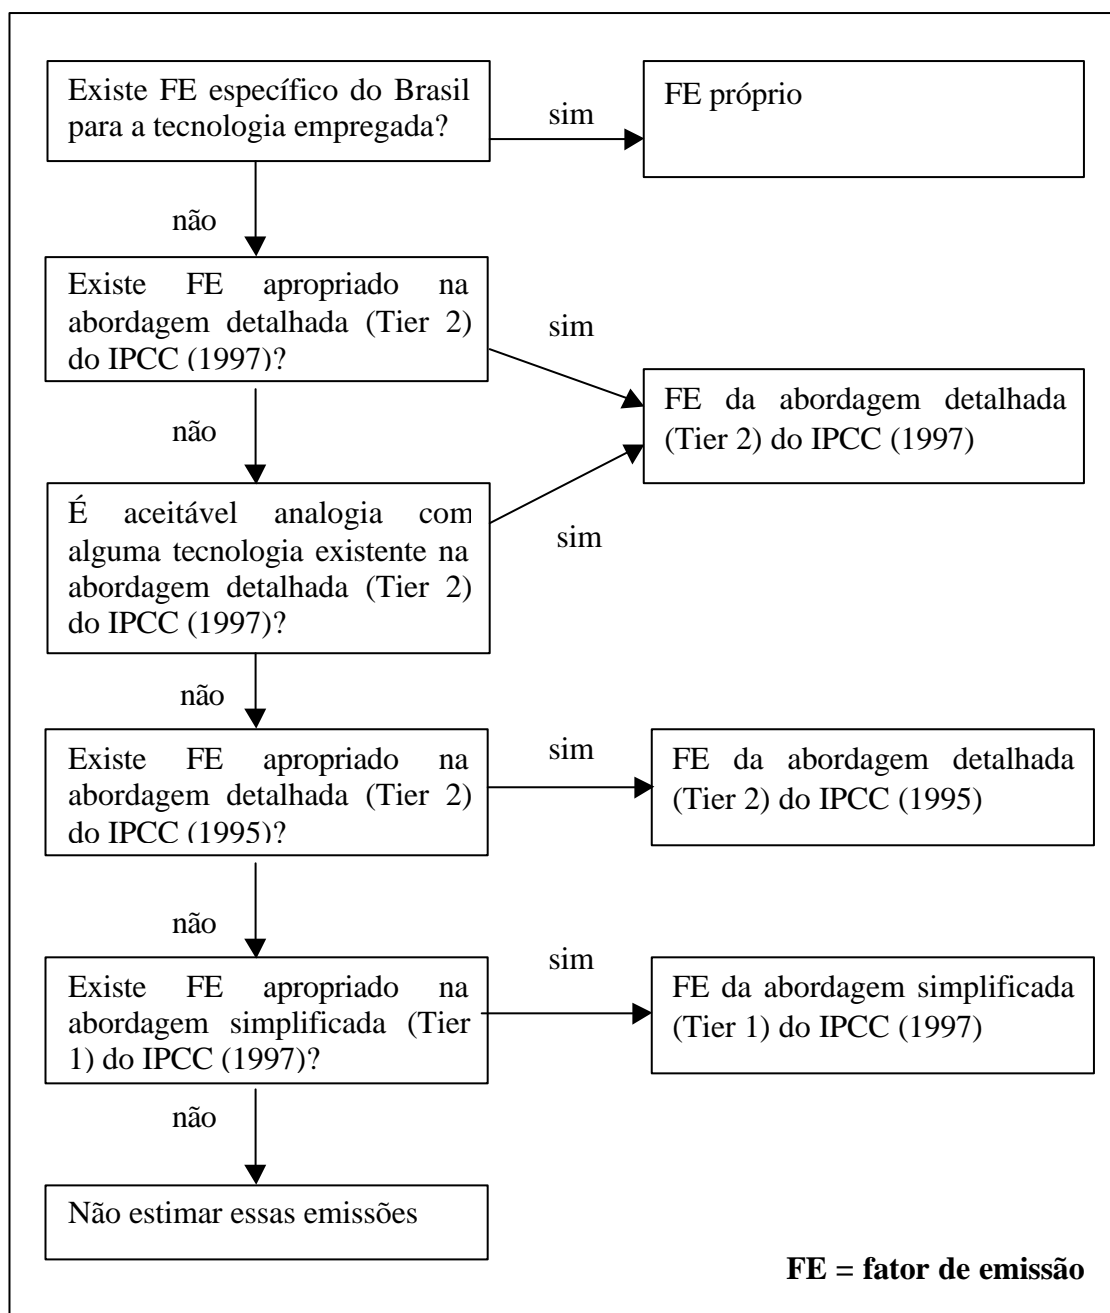 Existe FE específico do Brasil
para a tecnologia empregada?
sim
FE próprio
não
Existe FE apropriado na
abordagem detalhada (Tier 2)
do IPCC (1997)?
sim
FE da abordagem detalhada
(Tier 2) do IPCC (1997)
não
É aceitável analogia com
alguma tecnologia existente na
abordagem detalhada (Tier 2)
do IPCC (1997)?
sim
não
Existe FE apropriado na
abordagem detalhada (Tier 2)
do IPCC (1995)?
sim
FE da abordagem detalhada
(Tier 2) do IPCC (1995)
não
Existe FE apropriado na
abordagem simplificada (Tier
1) do IPCC (1997)?
sim
FE da abordagem simplificada
(Tier 1) do IPCC (1997)
não
Não estimar essas emissões
FE = fator de emissão